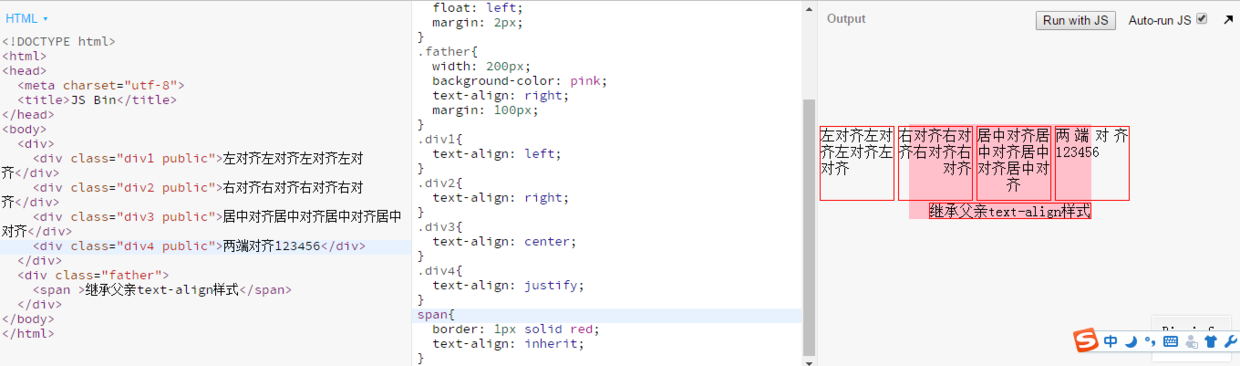 HTML
<!DOCTYPE html>
<html>
<head>
<meta charset="utf-8">
<title>JS Bin</title>
</head>
<body>
<div>
<div class="div1 public">左对齐左对齐左对齐左对
齐</div>
<div class="div2 public">右对齐右对齐右对齐右对
齐</div>
<div class="div3 public">居中对齐居中对齐居中对齐居中
对齐</div>
<div class="div4 public">两端对齐123456</div>
</div>
<div class="father">
<span >继承父亲text-align样式</span>
</div>
</body>
</html>
float: left;
margin: 2px;
}
.father{
width: 200px;
background-color: pink;
text-align: right;
margin: 100px;
}
.div1{
text-align: left;
}
.div2{
text-align: right;
}
.div3{
text-align: center;
}
.div4{
text-align: justify;
}
span{
border: 1px solid red;
text-align: inherit;
}
Output
Run with JS
Auto-run JS
左对齐左对
齐左对齐左
对齐
右对齐右对
齐右对齐右
对齐
居中对齐居
中对齐居中
对齐居中对
齐
两 端 对 齐
123456
继承父亲text-align样式
S中